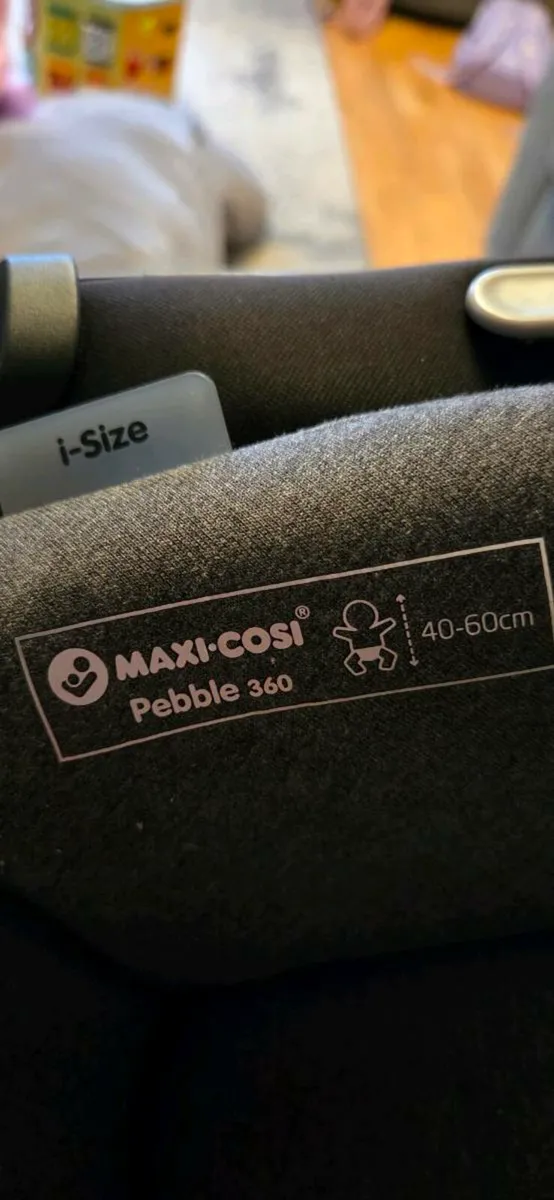 i-Size
MAXI·COSI®
Pebble 360
40-60cm